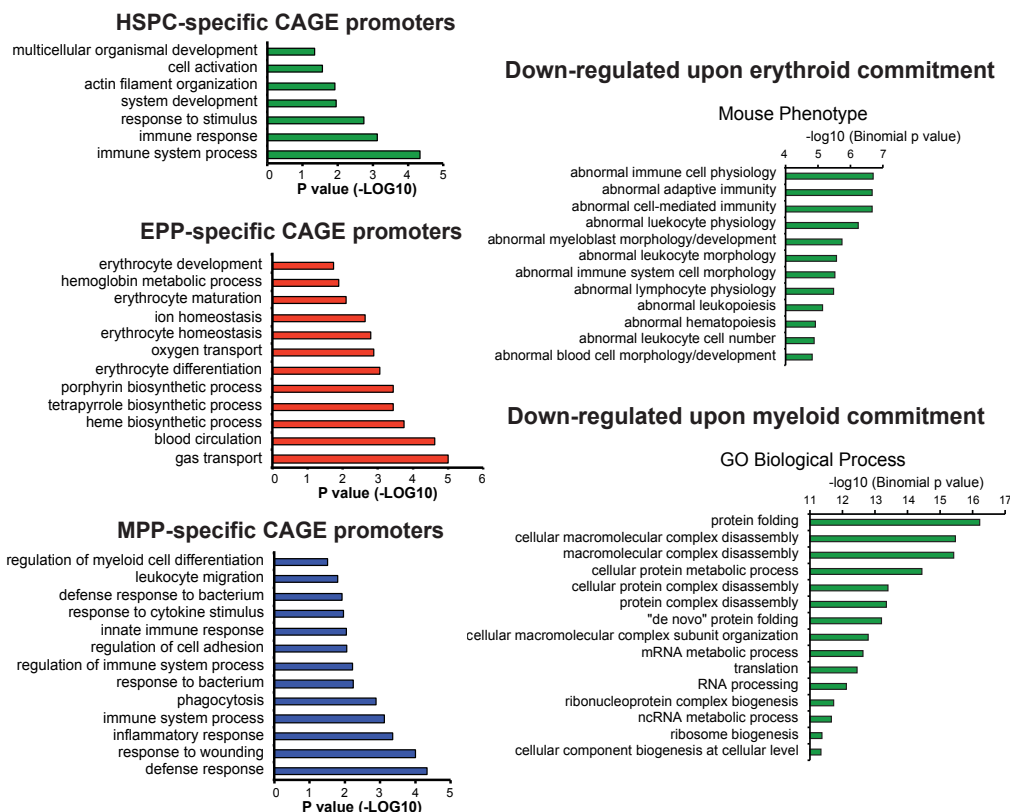 HSPC-specific CAGE promoters
multicellular organismal development
cell activation
actin filament organization
system development
response to stimulus
immune response
immune system process
0 1 2 3 4 5
P value (-LOG10)
EPP-specific CAGE promoters
erythrocyte development
hemoglobin metabolic process
erythrocyte maturation
ion homeostasis
erythrocyte homeostasis
oxygen transport
erythrocyte differentiation
porphyrin biosynthetic process
tetrapyrrole biosynthetic process
heme biosynthetic process
blood circulation
gas transport
0 1 2 3 4 5 6
P value (-LOG10)
MPP-specific CAGE promoters
regulation of myeloid cell differentiation
leukocyte migration
defense response to bacterium
response to cytokine stimulus
innate immune response
regulation of cell adhesion
regulation of immune system process
response to bacterium
phagocytosis
immune system process
inflammatory response
response to wounding
defense response
0 1 2 3 4 5
P value (-LOG10)
Down-regulated upon erythroid commitment
Mouse Phenotype
-log10 (Binomial p value)
4 5 6 7
abnormal immune cell physiology
abnormal adaptive immunity
abnormal cell-mediated immunity
abnormal luekocyte physiology
abnormal myeloblast morphology/development
abnormal leukocyte morphology
abnormal immune system cell morphology
abnormal lymphocyte physiology
abnormal leukopoiesis
abnormal hematopoiesis
abnormal leukocyte cell number
abnormal blood cell morphology/development
Down-regulated upon myeloid commitment
GO Biological Process
-log10 (Binomial p value)
11 12 13 14 15 16 17
protein folding
cellular macromolecular complex disassembly
macromolecular complex disassembly
cellular protein metabolic process
cellular protein complex disassembly
protein complex disassembly
"de novo" protein folding
cellular macromolecular complex subunit organization
mRNA metabolic process
translation
RNA processing
ribonucleoprotein complex biogenesis
ncRNA metabolic process
ribosome biogenesis
cellular component biogenesis at cellular level